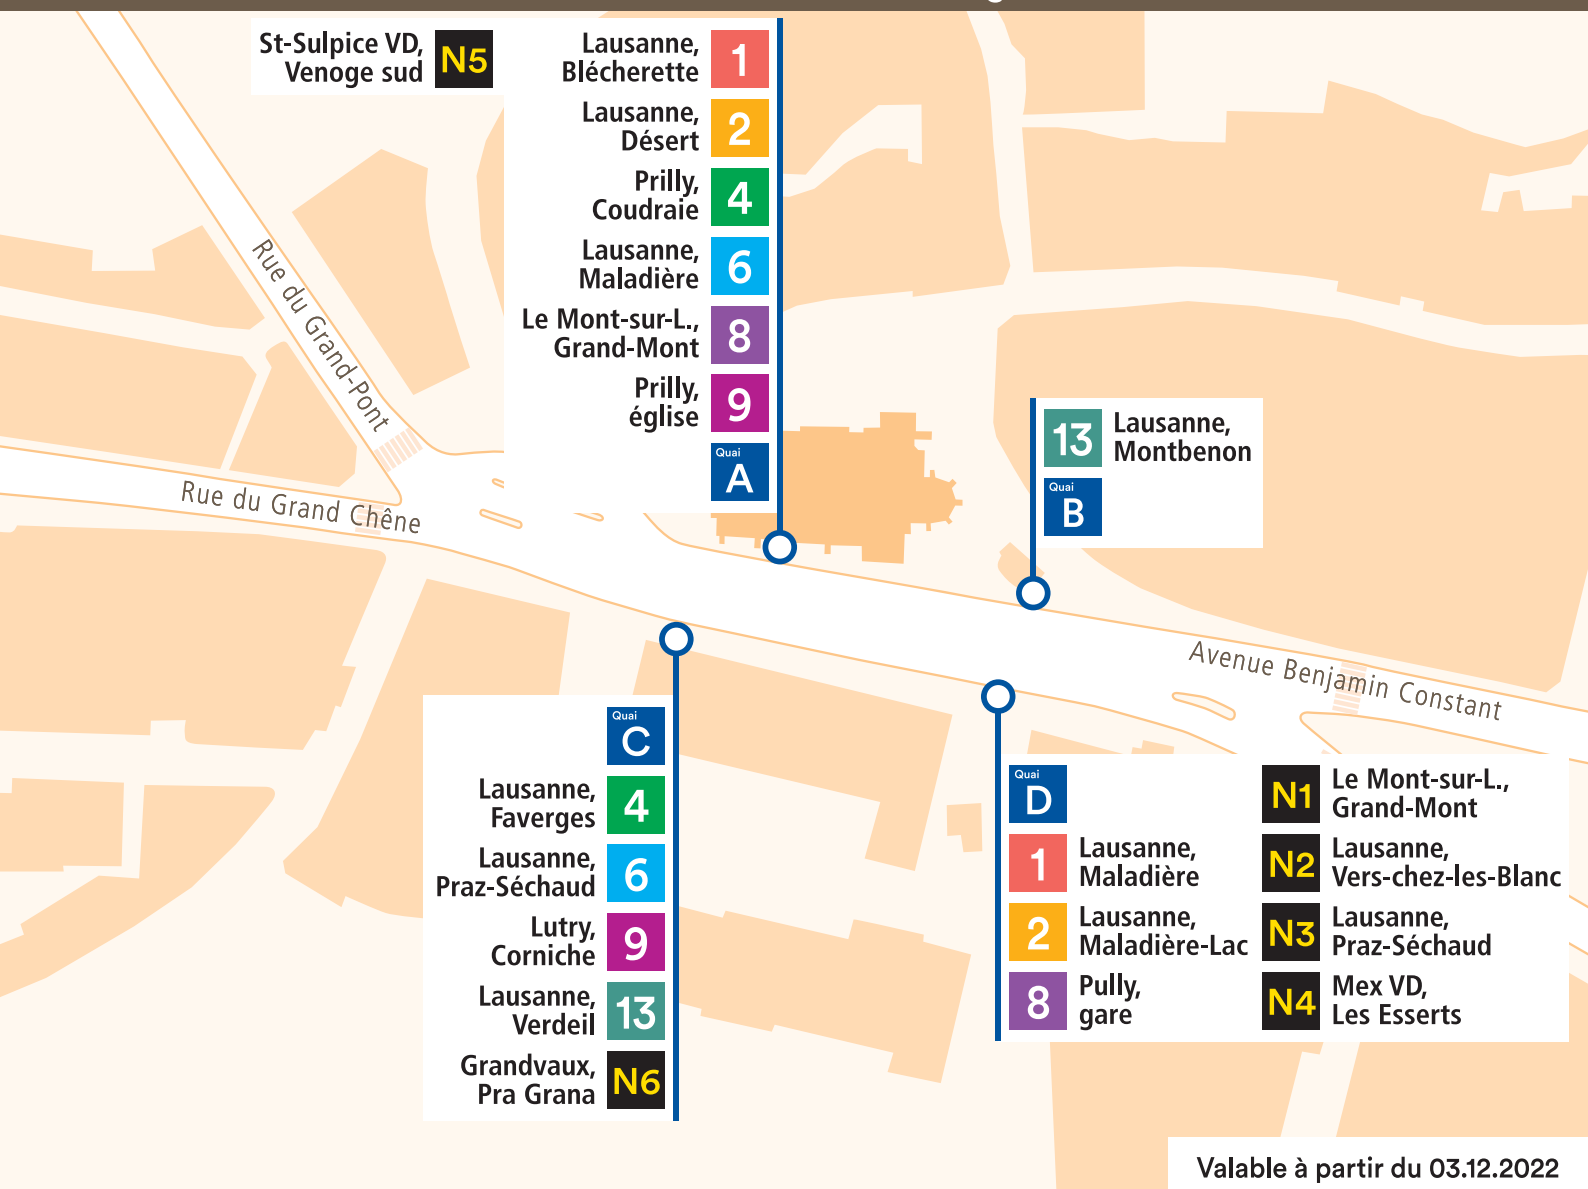 St-Sulpice VD,
Venoge sud
N5
Lausanne,
Blécherette
1
Lausanne,
Désert
2
Prilly,
Coudraie
4
Lausanne,
Maladière
6
Le Mont-sur-L.,
Grand-Mont
8
Prilly,
église
9
Quai
A
Rue du Grand-Pont
Rue du Grand Chêne
13
Lausanne,
Montbenon
Quai
B
Avenue Benjamin Constant
Quai
C
Lausanne,
Faverges
4
Lausanne,
Praz-Séchaud
6
Lutry,
Corniche
9
Lausanne,
Verdeil
13
Grandvaux,
Pra Grana
N6
Quai
D
1
Lausanne,
Maladière
2
Lausanne,
Maladière-Lac
8
Pully,
gare
N1
Le Mont-sur-L.,
Grand-Mont
N2
Lausanne,
Vers-chez-les-Blanc
N3
Lausanne,
Praz-Séchaud
N4
Mex VD,
Les Esserts
Valable à partir du 03.12.2022